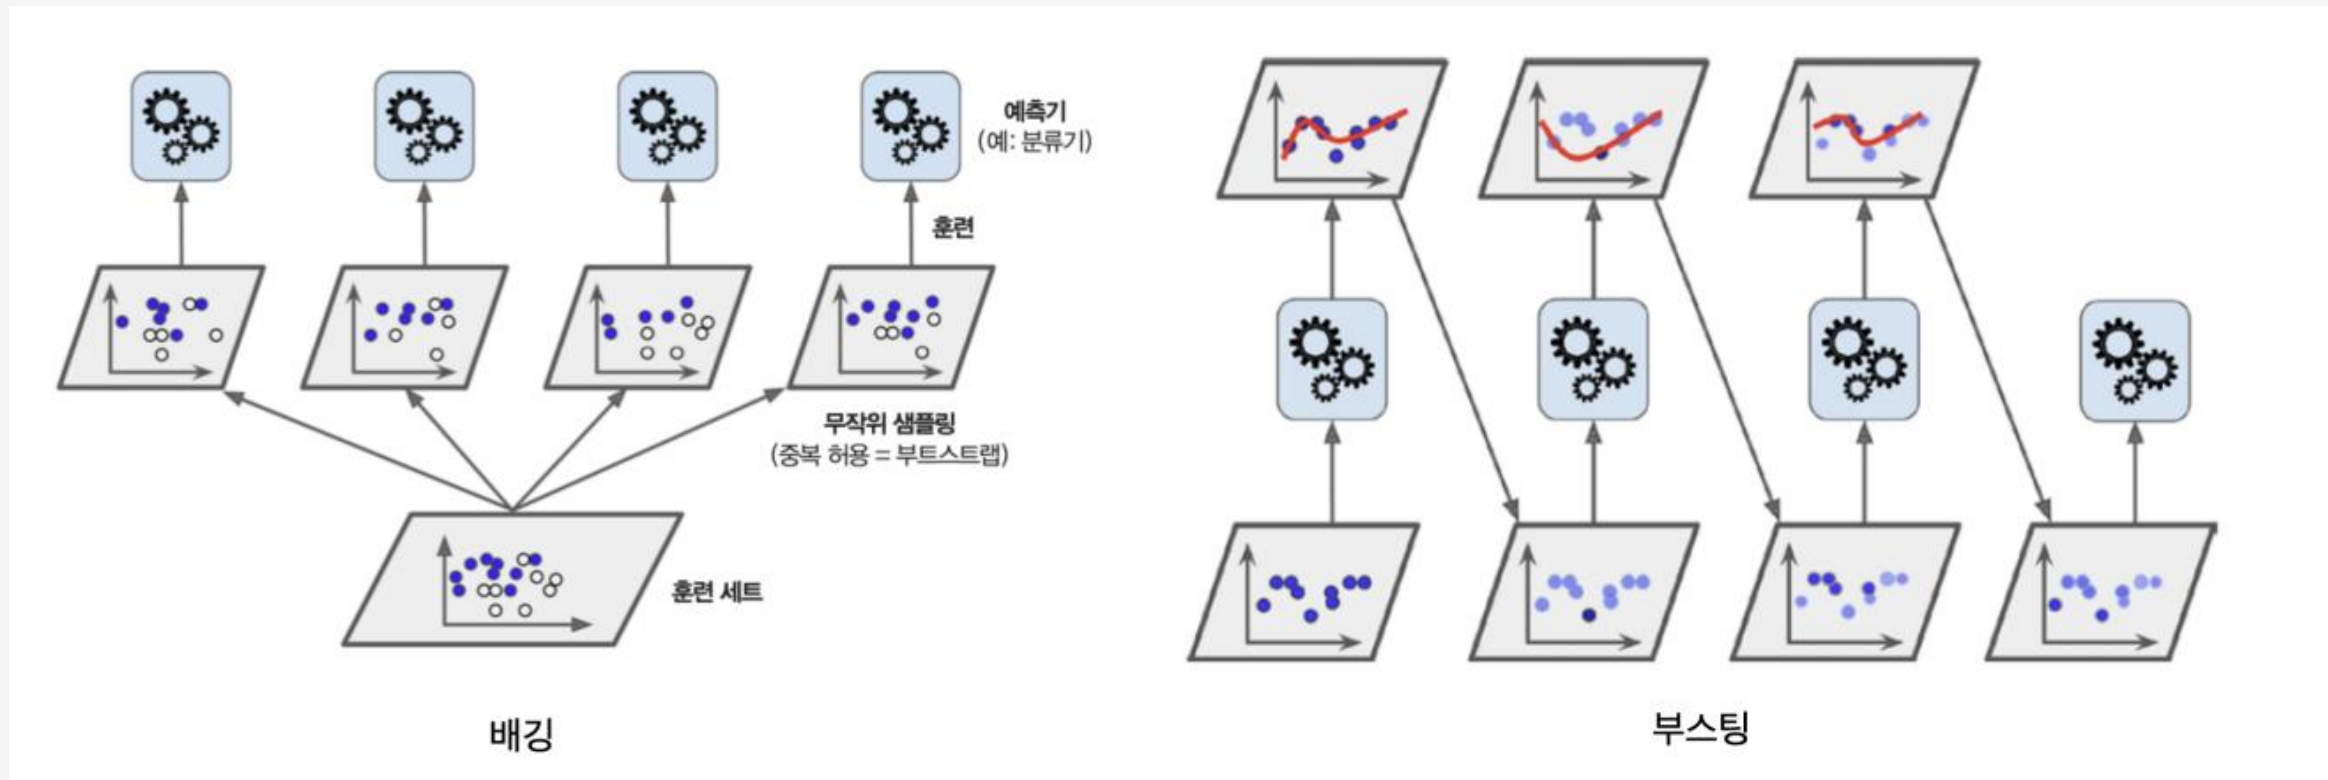 예측기
(예: 분류기)
훈련
무작위 샘플링
(중복 허용 = 부트스트랩)
훈련 세트
배깅
부스팅